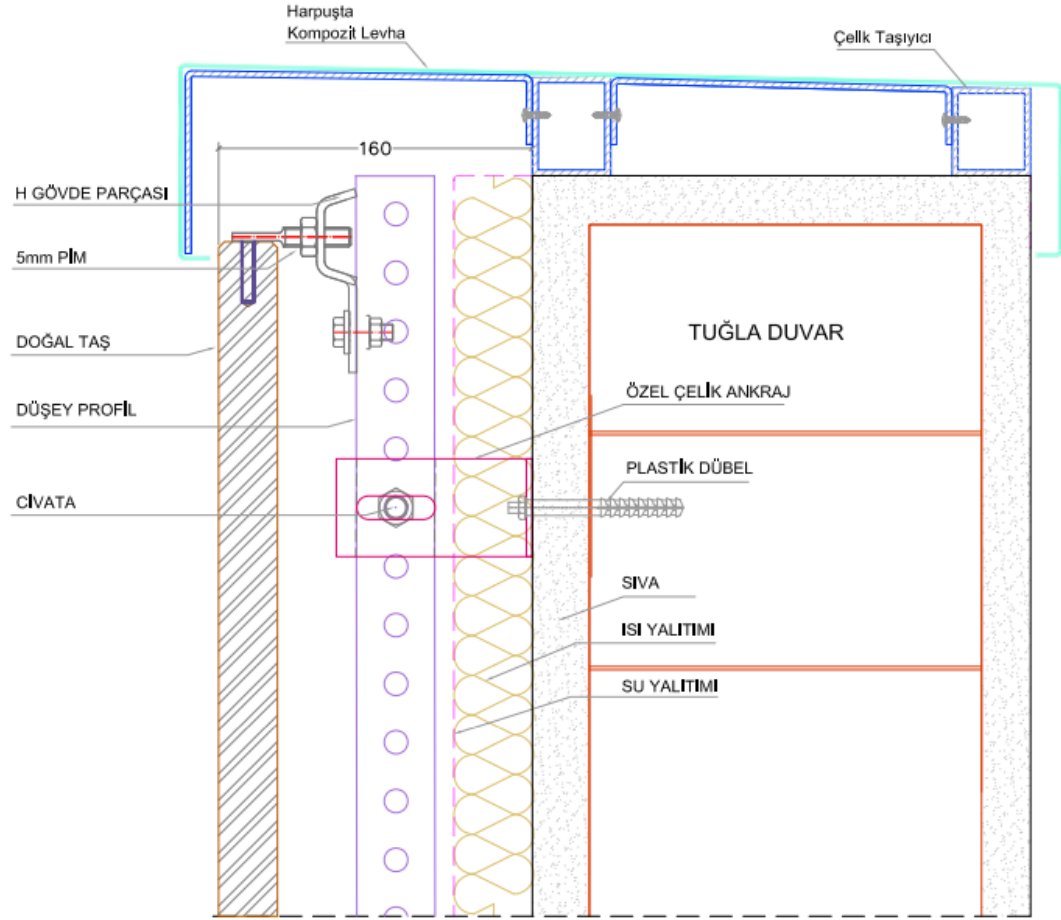 Harpuşta
Kompozit Levha
Çelik Taşıyıcı
160
H GÖVDE PARÇASI
5mm PİM
DOĞAL TAŞ
TUĞLA DUVAR
ÖZEL ÇELİK ANKRAJ
DÜŞEY PROFİL
PLASTİK DÜBEL
CİVATA
SIVA
ISI YALITIMI
SU YALITIMI